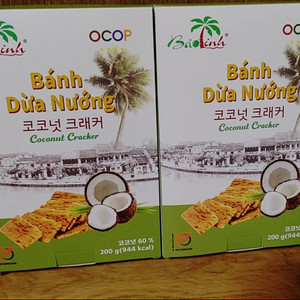 OCOP
Bánh
Dừa Nướng
코코넛 크래커
Coconut Cracker
코코넛 60 %
200 g (944 kcal)
Bảo Linh
OCOP
Bánh
Dừa Nướng
코코넛 크래커
Coconut Cracker
코코넛 60 %
200 g (944 kcal)